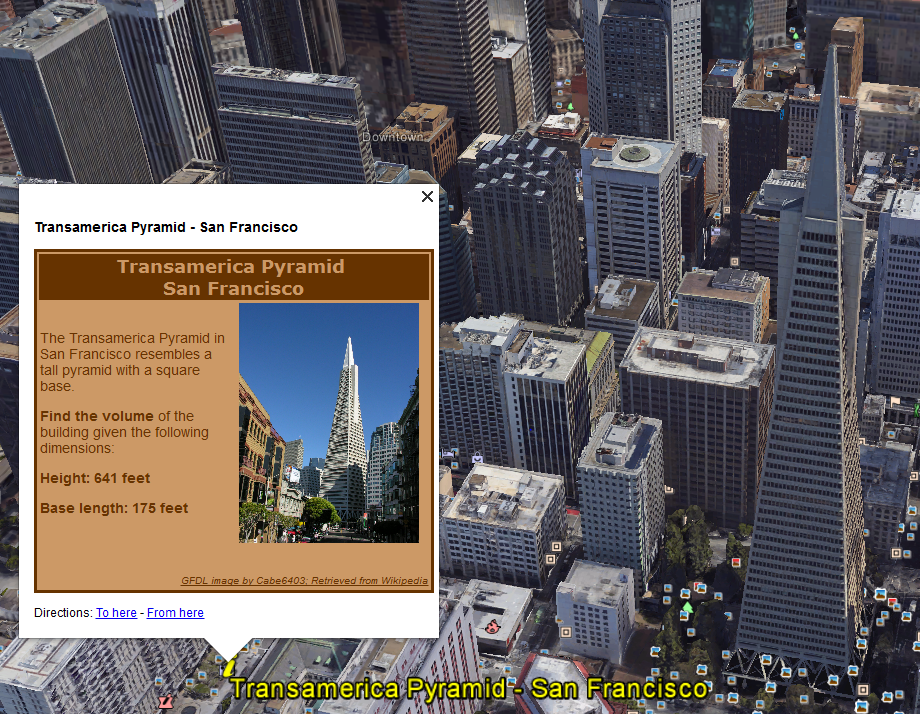 Downtown
Transamerica Pyramid - San Francisco
Transamerica Pyramid
San Francisco
The Transamerica Pyramid in
San Francisco resembles a
tall pyramid with a square
base.
Find the volume of the
building given the following
dimensions:
Height: 641 feet
Base length: 175 feet
GFDL image by Cabe6403; Retrieved from Wikipedia
Directions: To here - From here
Transamerica Pyramid - San Francisco